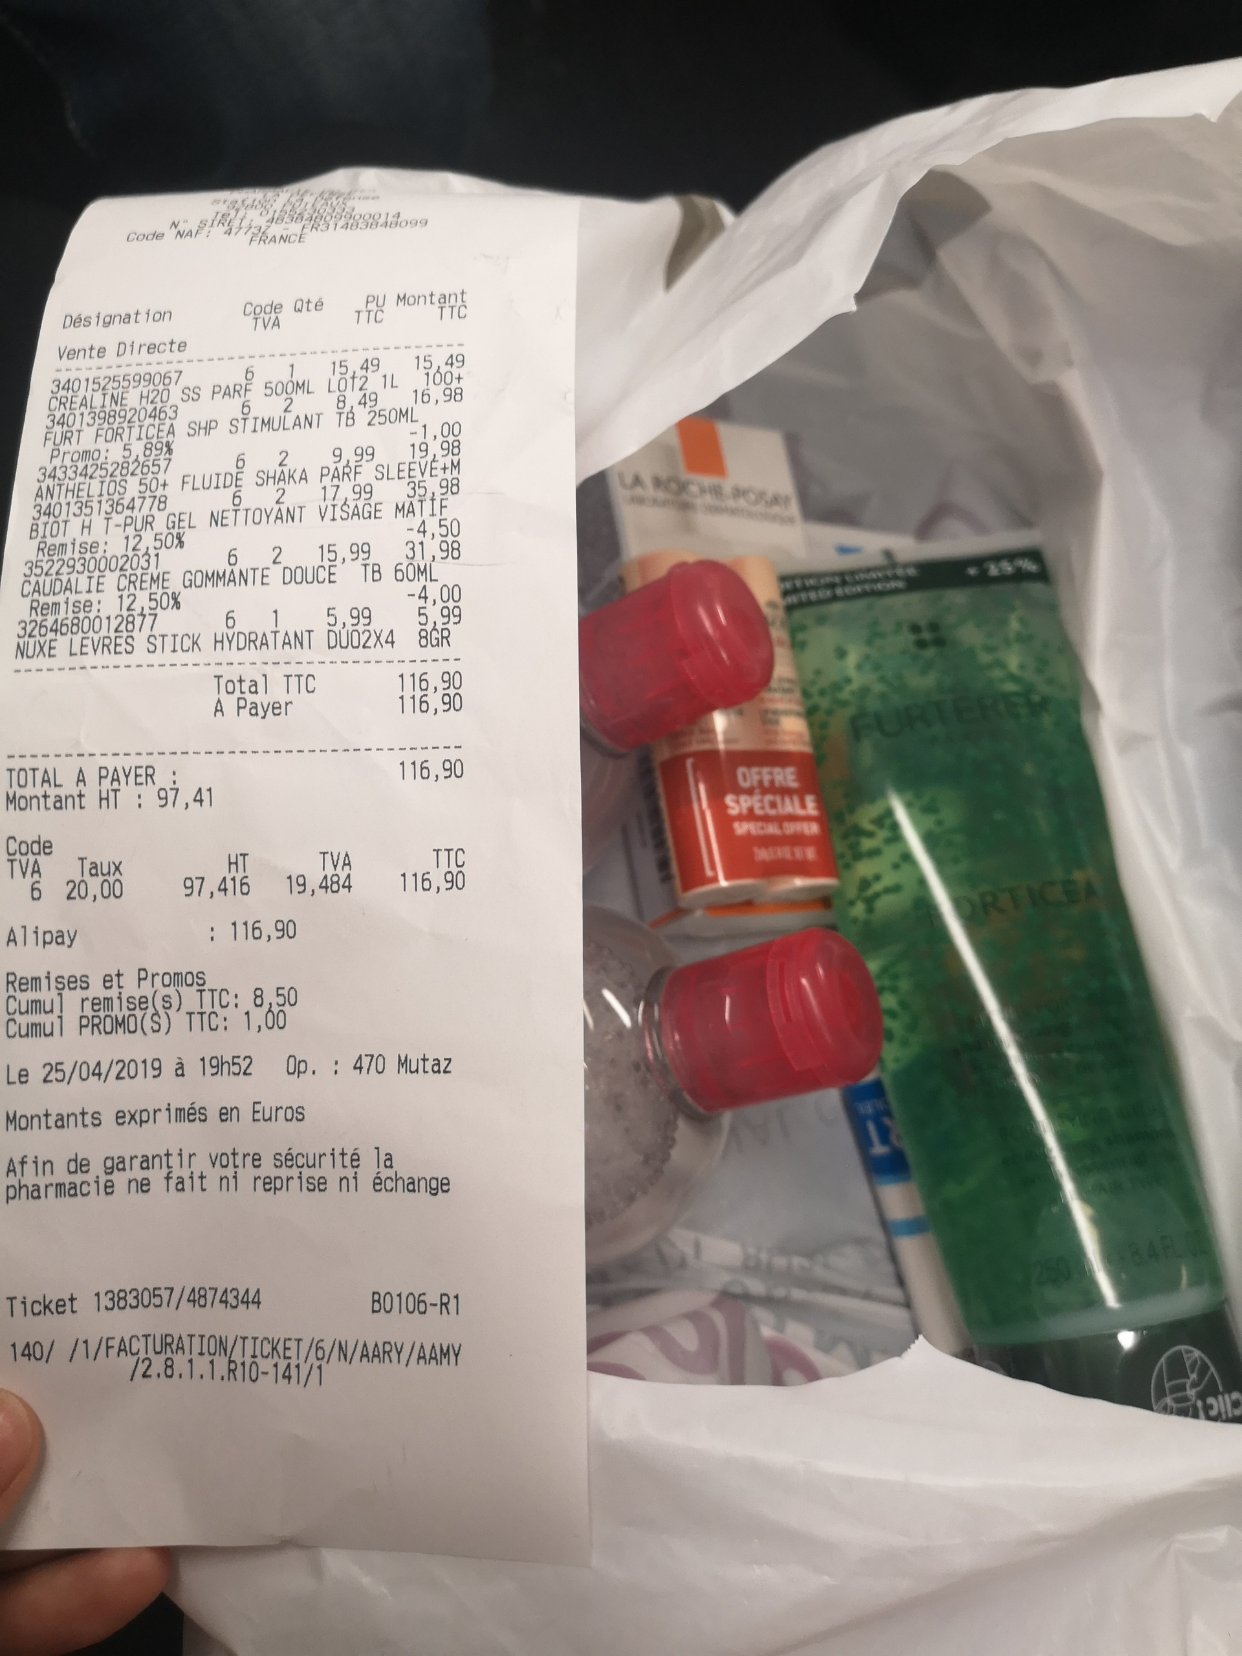 N° SIRET: 48384809900014
Code NAF: 4773Z - FR31483848099
FRANCE
Désignation Code Qté PU Montant
TVA TTC TTC
Vente Directe
3401525599067 6 1 15,49 15,49
CREALINE H2O SS PARF 500ML LOT2 1L 100+
3401398920463 6 2 8,49 16,98
FURT FORTICEA SHP STIMULANT TB 250ML
Promo: 5,89% -1,00
3433425282657 6 2 9,99 19,98
ANTHELIOS 50+ FLUIDE SHAKA PARF SLEEVE+M
3401351364778 6 2 17,99 35,98
BIOT H T-PUR GEL NETTOYANT VISAGE MATIF
Remise: 12,50% -4,50
3522930002031 6 2 15,99 31,98
CAUDALIE CREME GOMMANTE DOUCE TB 60ML
Remise: 12,50% -4,00
3264680012877 6 1 5,99 5,99
NUXE LEVRES STICK HYDRATANT DUO2X4 8GR
Total TTC 116,90
A Payer 116,90
TOTAL A PAYER : 116,90
Montant HT : 97,41
Code
TVA Taux HT TVA TTC
6 20,00 97,416 19,484 116,90
Alipay : 116,90
Remises et Promos
Cumul remise(s) TTC: 8,50
Cumul PROMO(S) TTC: 1,00
Le 25/04/2019 à 19h52 Op. : 470 Mutaz
Montants exprimés en Euros
Afin de garantir votre sécurité la
pharmacie ne fait ni reprise ni échange
Ticket 1383057/4874344 B0106-R1
140/ /1/FACTURATION/TICKET/6/N/AARY/AAMY
/2.8.1.1.R10-141/1
LA ROCHE-POSAY
LABORATOIRE DERMATOLOGIQUE
OFFRE
SPÉCIALE
SPECIAL OFFER
+ 25%
FURTERER
FORTICEA
250 ml - 8.4 FL. OZ
clic!